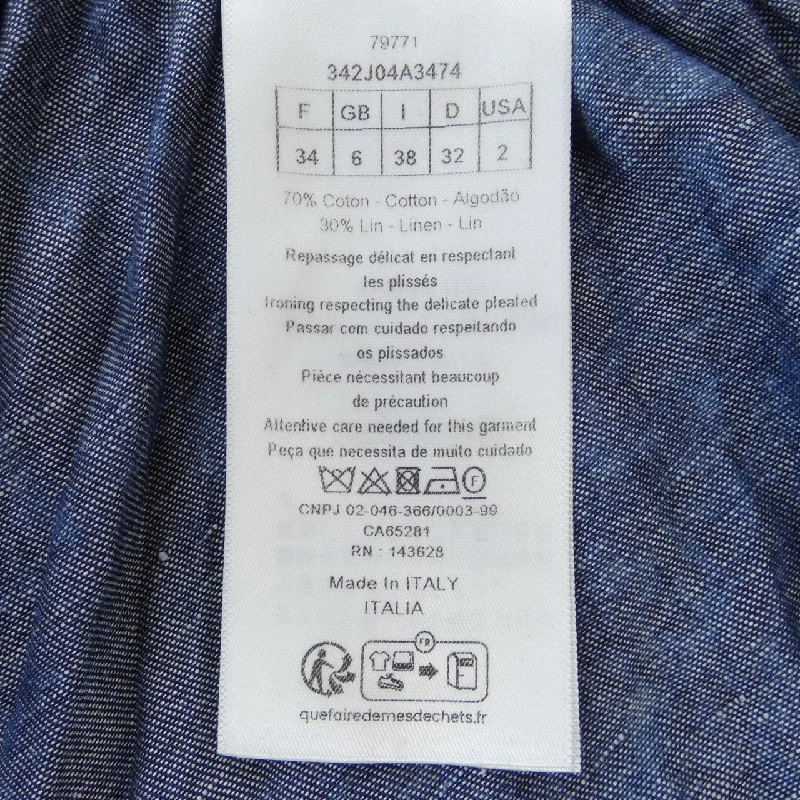 79771
342J04A3474
F GB I D USA
34 6 38 32 2
70% Coton - Cotton - Algodão
30% Lin - Linen - Lin
Repassage délicat en respectant
les plissés
Ironing respecting the delicate pleated
Passar com cuidado respeitando
os plissados
Pièce nécessitant beaucoup
de précaution
Attentive care needed for this garment
Peça que necessita de muito cuidado
F
CNPJ 02-046-366/0003-99
CA65281
RN : 143628
Made In ITALY
ITALIA
FR
quefairedemesdechets.fr